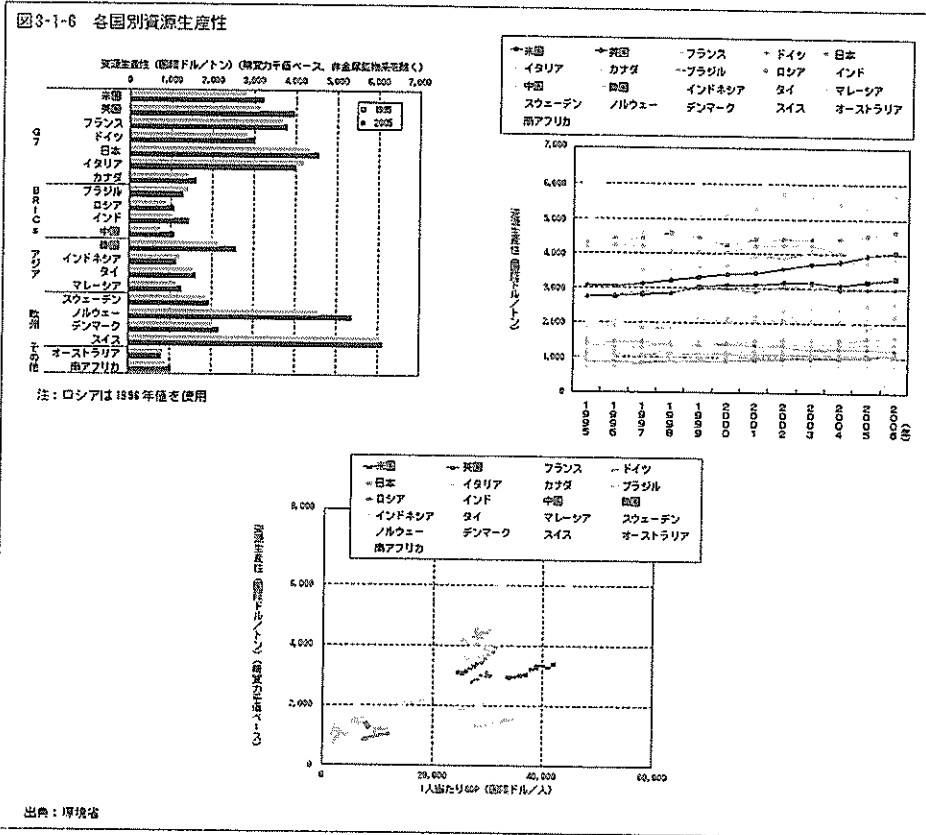 図3-1-6 各国別資源生産性
資源生産性（国際ドル／トン）（購買力平価ベース、非金属鉱物系を除く）
0 1,000 2,000 3,000 4,000 5,000 6,000 7,000
1995
2005
G7
米国
英国
フランス
ドイツ
日本
イタリア
カナダ
BRICs
ブラジル
ロシア
インド
中国
アジア
韓国
インドネシア
タイ
マレーシア
欧州
スウェーデン
ノルウェー
デンマーク
スイス
その他
オーストラリア
南アフリカ
注：ロシアは1996年値を使用
米国 英国 フランス ドイツ 日本
イタリア カナダ ブラジル ロシア インド
中国 韓国 インドネシア タイ マレーシア
スウェーデン ノルウェー デンマーク スイス オーストラリア
南アフリカ
資源生産性（国際ドル／トン）
7,000
6,000
5,000
4,000
3,000
2,000
1,000
0
1995 1996 1997 1998 1999 2000 2001 2002 2003 2004 2005 2006 (年)
米国 英国 フランス ドイツ
日本 イタリア カナダ ブラジル
ロシア インド 中国 韓国
インドネシア タイ マレーシア スウェーデン
ノルウェー デンマーク スイス オーストラリア
南アフリカ
資源生産性（国際ドル／トン）（購買力平価ベース）
8,000
6,000
4,000
2,000
0
0 20,000 40,000 60,000
1人当たりGDP（国際ドル／人）
出典：環境省